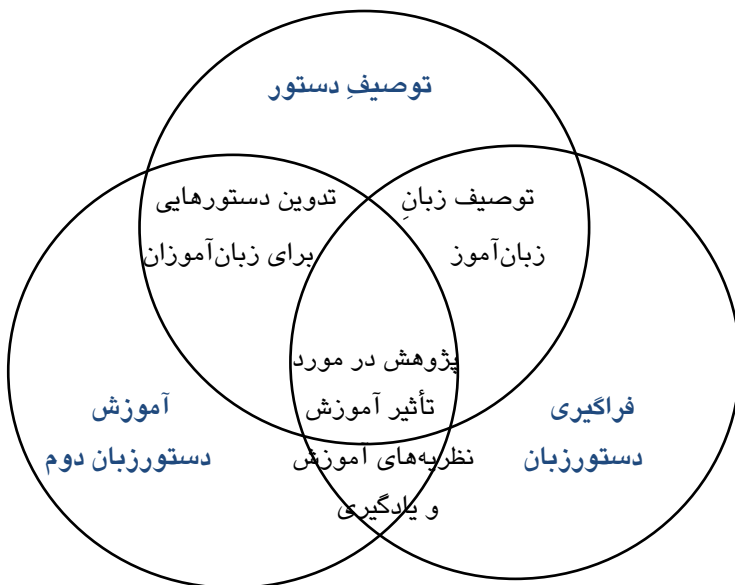 توصیفِ دستور
تدوین دستورهایی
برای زبان‌آموزان
توصیف زبانِ
زبان‌آموز
پژوهش در مورد
تأثیر آموزش
فراگیری
دستورزبان
آموزش
دستورزبان دوم
نظریه‌های آموزش
و یادگیری